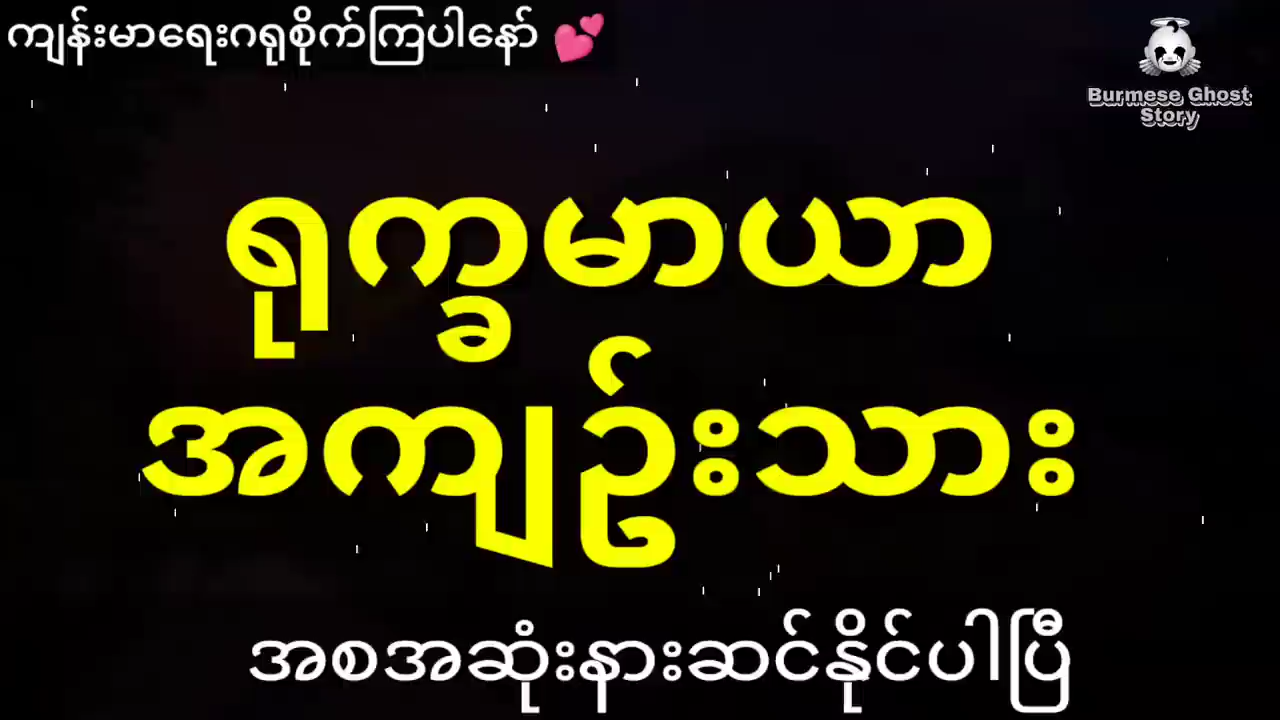 ကျန်းမာရေးဂရုစိုက်ကြပါနော် 💕
Burmese Ghost
Story
ရုက္ခမာယာ
အကျဉ်းသား
အစအဆုံးနားဆင်နိုင်ပါပြီ